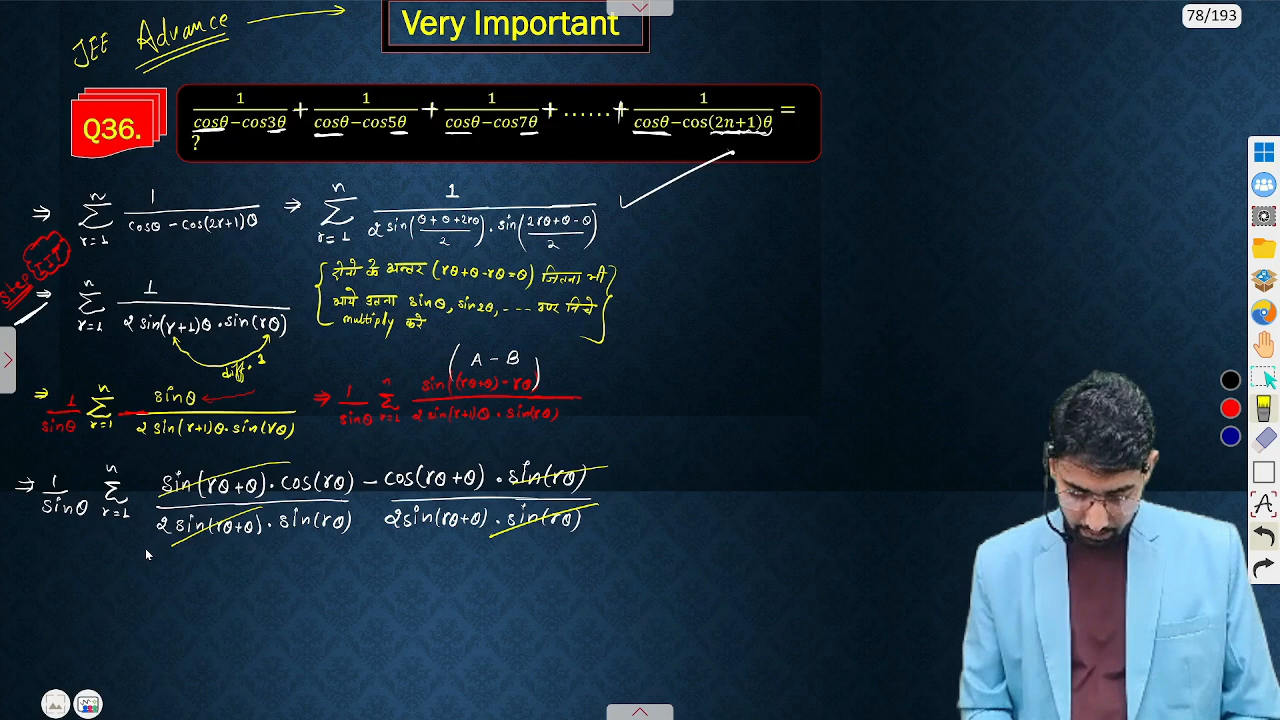 JEE Advance
Very Important
78/193
Q36.
1/(cosθ−cos3θ) + 1/(cosθ−cos5θ) + 1/(cosθ−cos7θ) + ...... + 1/(cosθ−cos(2n+1)θ) =
?
⇒ Σ_{r=1}^{n} 1/(cosθ − cos(2r+1)θ) ⇒ Σ_{r=1}^{n} 1/(2 sin((θ+θ+2rθ)/2) · sin((2rθ+θ−θ)/2))
Step IIT
⇒ Σ_{r=1}^{n} 1/(2 sin(r+1)θ · sin(rθ))
diff. 1
{दोनो के अन्तर (rθ+θ−rθ=θ) जितना भी
आये उतना sinθ, sin2θ, ---- ऊपर निचे
multiply करे}
(A − B)
⇒ 1/sinθ Σ_{r=1}^{n} sinθ/(2 sin(r+1)θ · sin(rθ)) ⇒ 1/sinθ Σ_{r=1}^{n} sin((rθ+θ) − rθ)/(2 sin(r+1)θ · sin(rθ))
⇒ 1/sinθ Σ_{r=1}^{n} sin(rθ+θ) · cos(rθ)/(2 sin(rθ+θ) · sin(rθ)) − cos(rθ+θ) · sin(rθ)/(2 sin(rθ+θ) · sin(rθ))